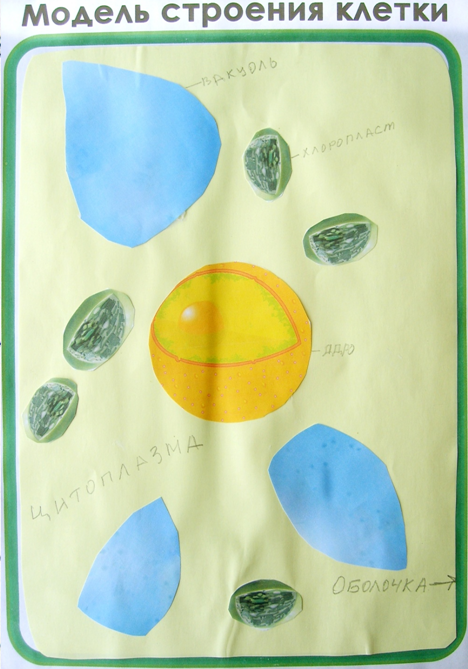 Модель строения клетки
ВАКУОЛЬ
ХЛОРОПЛАСТ
ЯДРО
ЦИТОПЛАЗМА
ОБОЛОЧКА